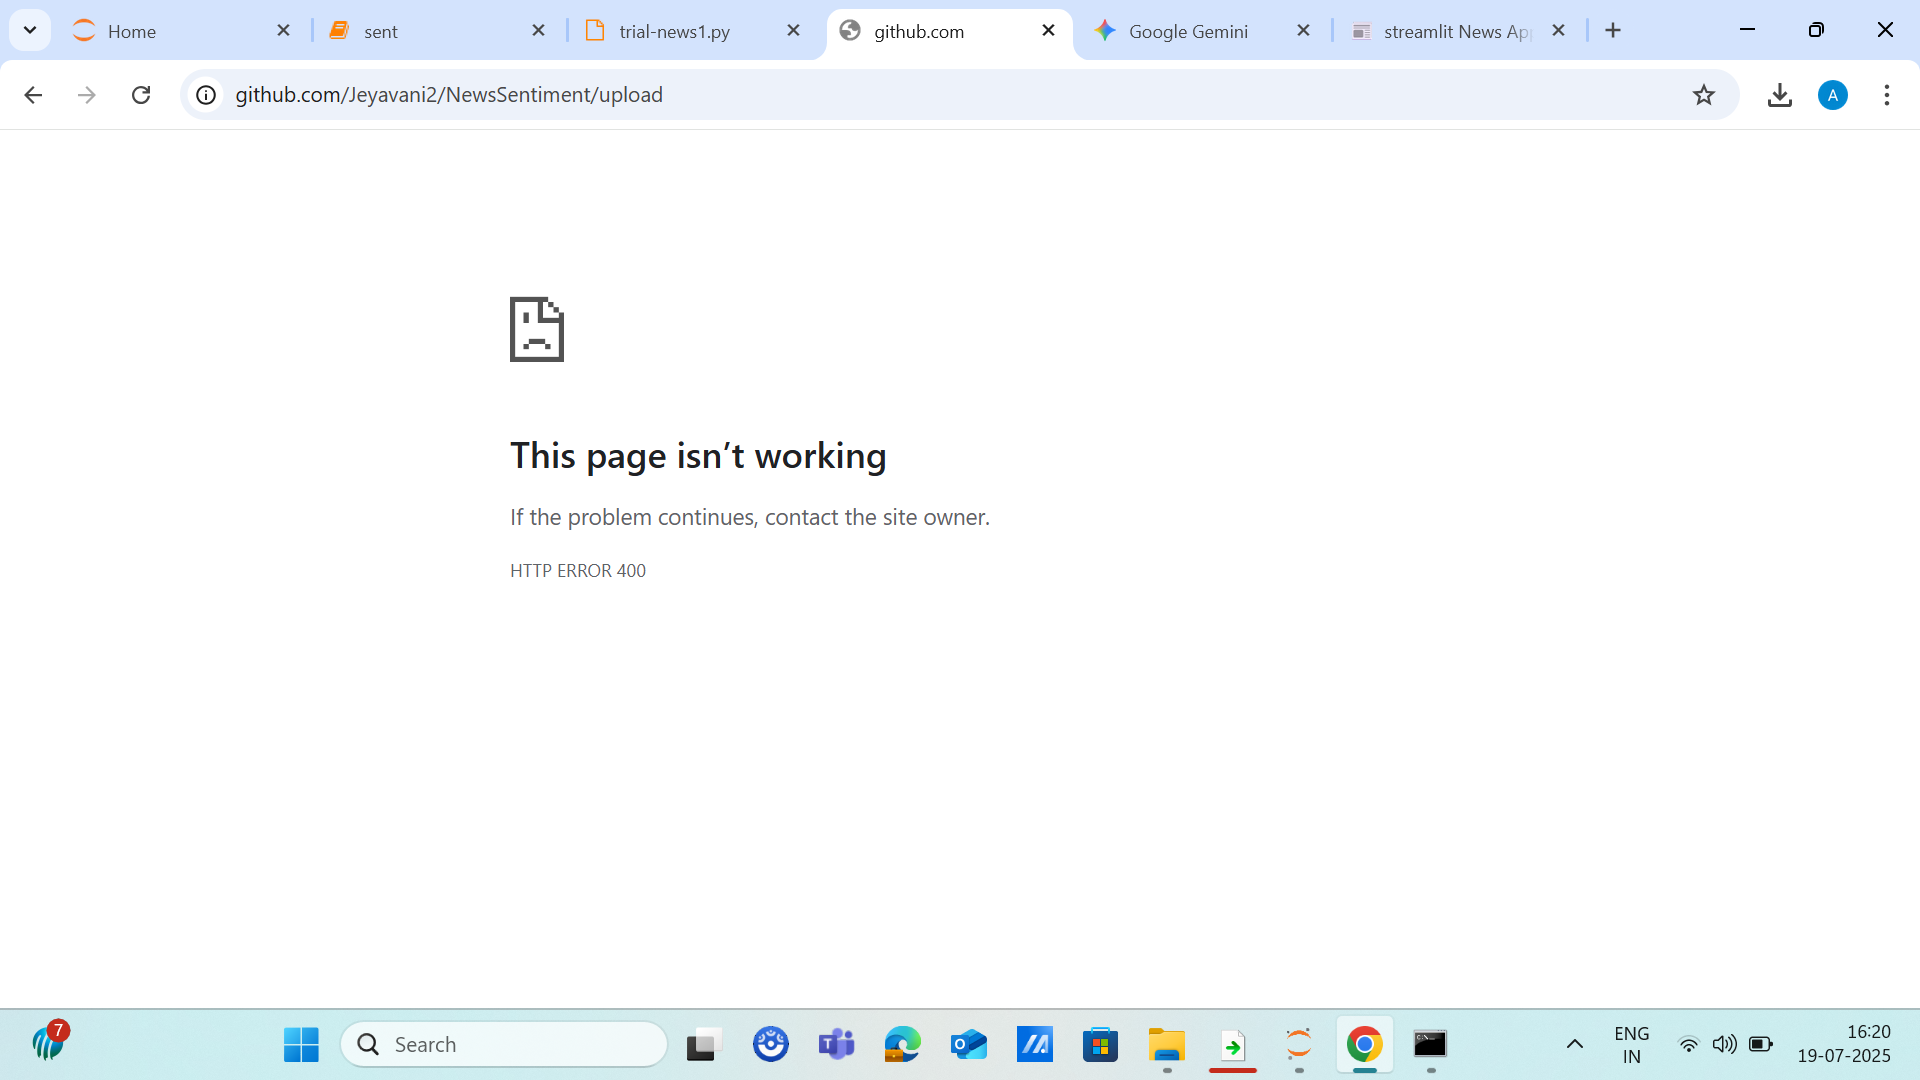 Home
sent
trial-news1.py
github.com
Google Gemini
streamlit News Ap
github.com/Jeyavani2/NewsSentiment/upload
A
This page isn’t working
If the problem continues, contact the site owner.
HTTP ERROR 400
7
Search
ENG
IN
16:20
19-07-2025